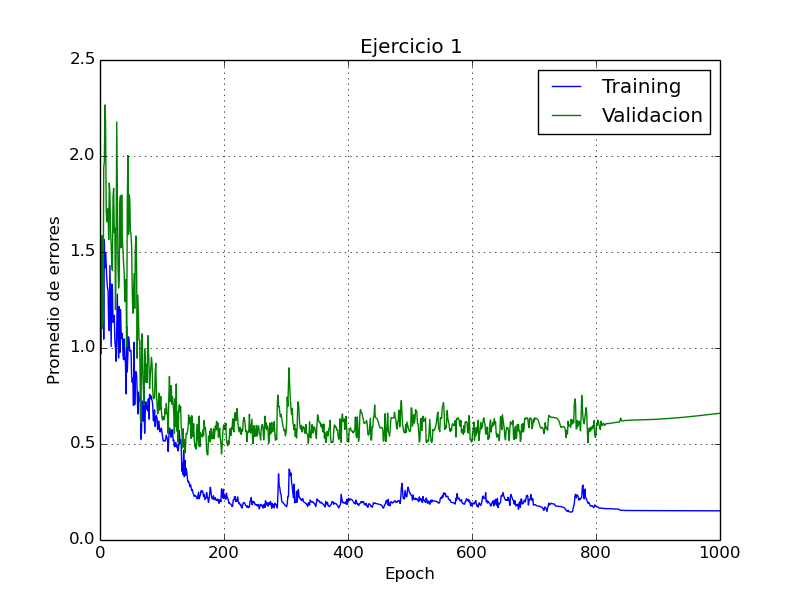 Ejercicio 1
Training
Validacion
Promedio de errores
2.5
2.0
1.5
1.0
0.5
0.0
0 200 400 600 800 1000
Epoch